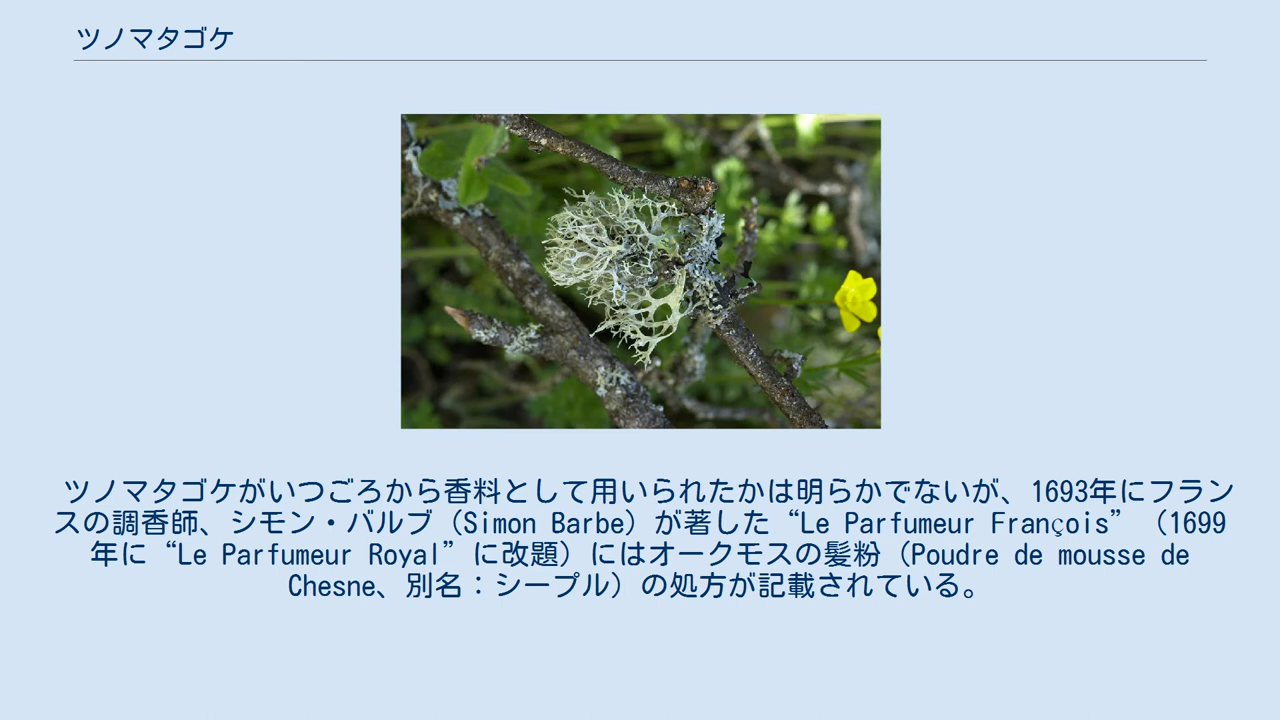 ツノマタゴケ
ツノマタゴケがいつごろから香料として用いられたかは明らかでないが、1693年にフラン
スの調香師、シモン・バルブ（Simon Barbe）が著した“Le Parfumeur François”（1699
年に“Le Parfumeur Royal”に改題）にはオークモスの髪粉（Poudre de mousse de
Chesne、別名：シープル）の処方が記載されている。